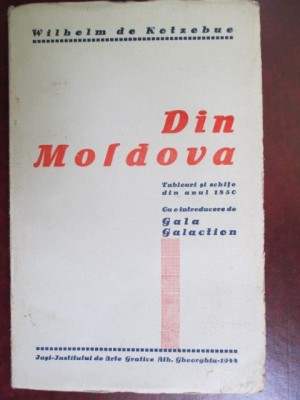 Wilhelm de Kotzebue
Din
Moldova
Tablouri și schițe
din anul 1850
Cu o introducere de
Gala
Galaction
Iași-Institutul de Arte Grafice Alh. Gheorghiu-1944